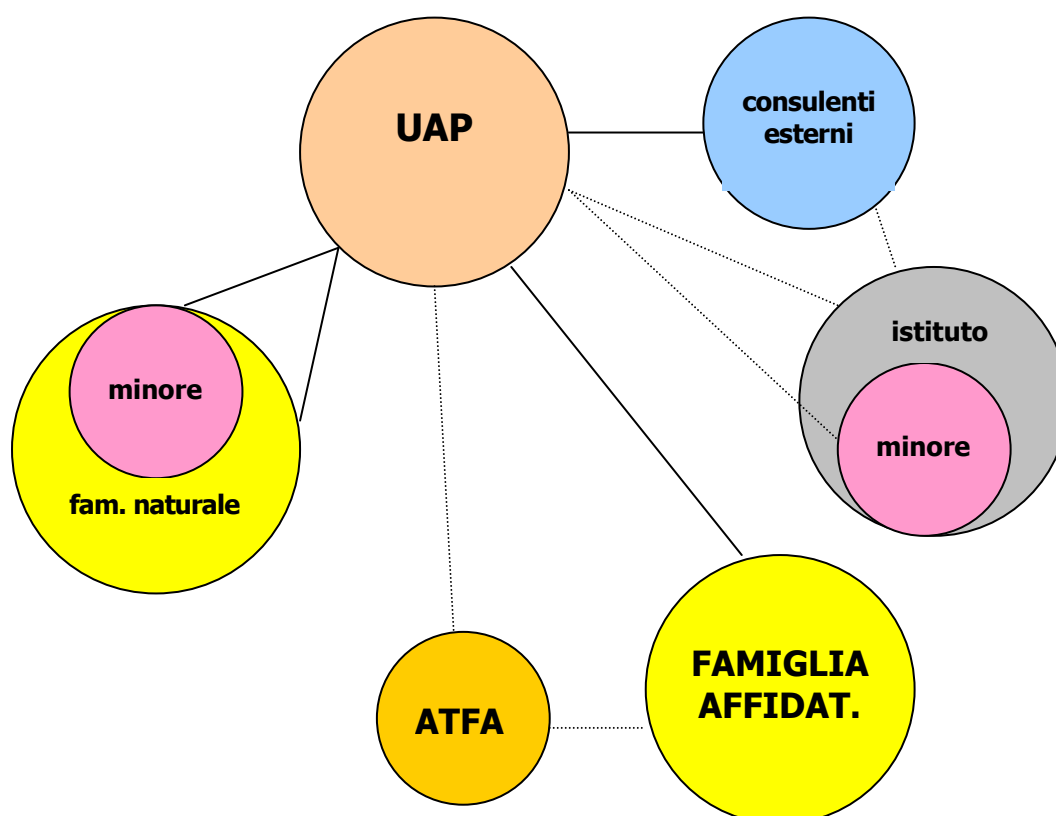 UAP
consulenti
esterni
istituto
minore
minore
fam. naturale
FAMIGLIA
AFFIDAT.
ATFA